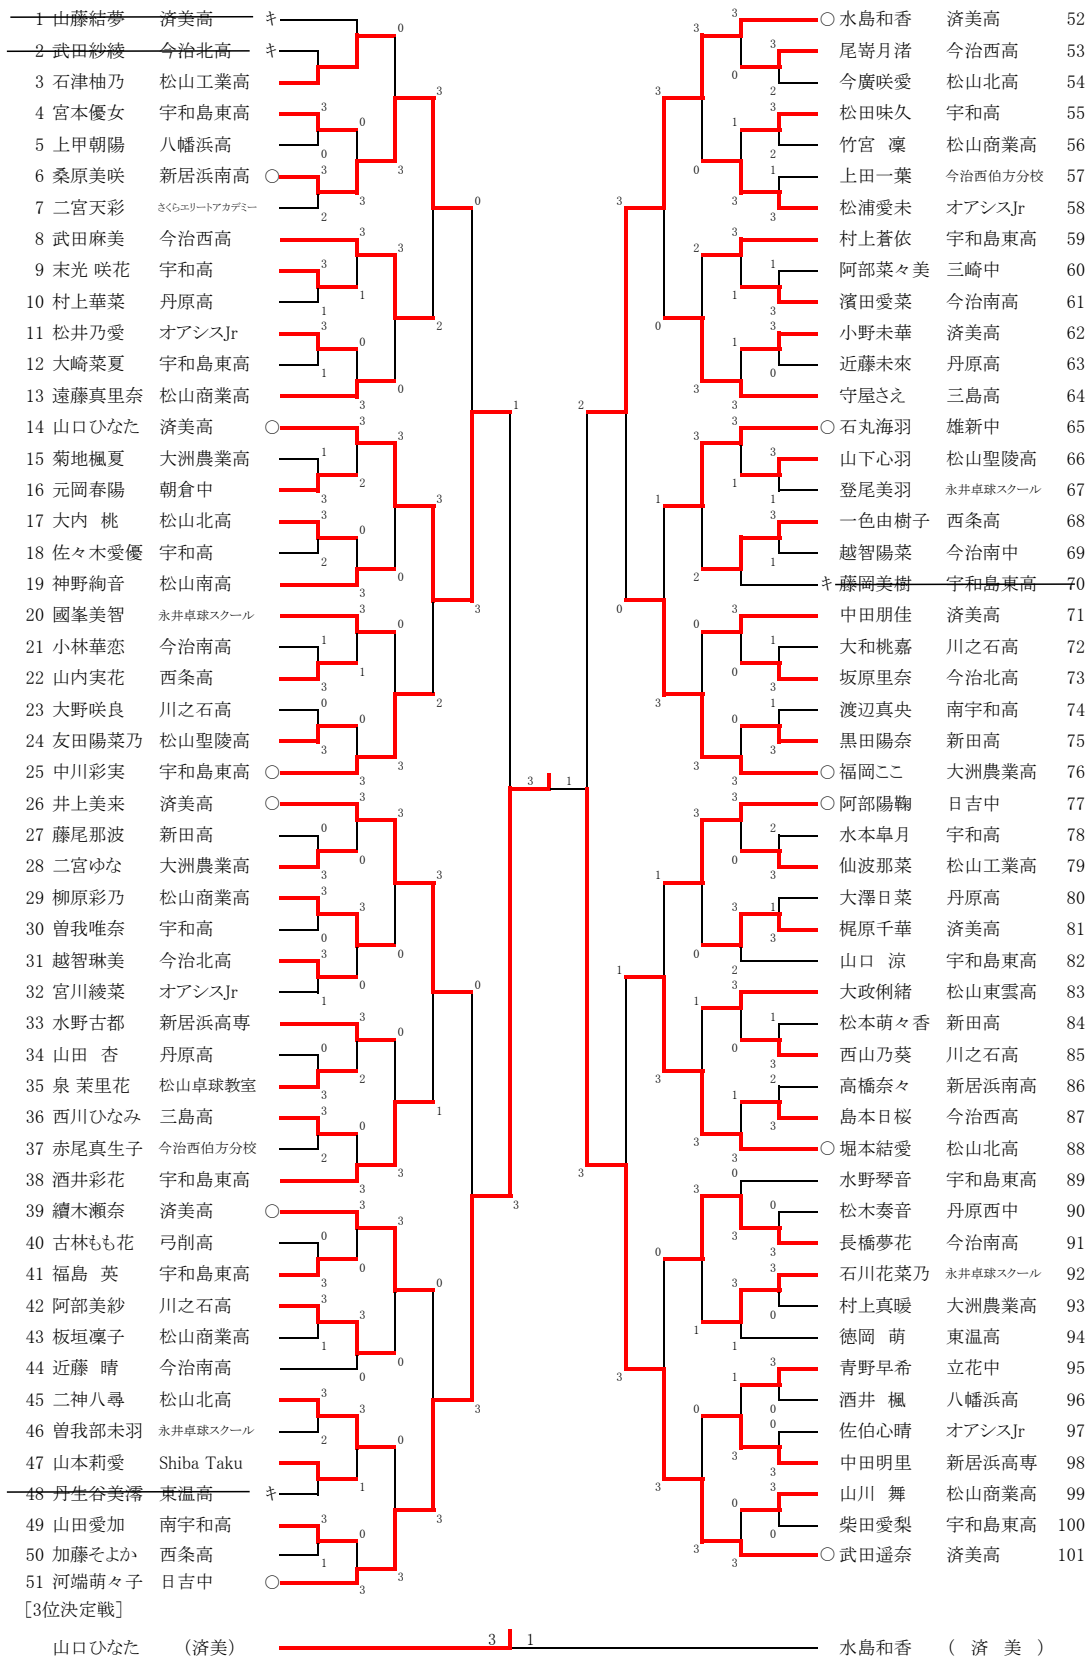 1 山藤結夢 済美高 キ
2 武田紗綾 今治北高 キ
3 石津柚乃 松山工業高
4 宮本優女 宇和島東高
5 上甲朝陽 八幡浜高
6 桑原美咲 新居浜南高 ○
7 二宮天彩 さくらエリートアカデミー
8 武田麻美 今治西高
9 末光 咲花 宇和高
10 村上華菜 丹原高
11 松井乃愛 オアシスJr
12 大崎菜夏 宇和島東高
13 遠藤真里奈 松山商業高
14 山口ひなた 済美高 ○
15 菊地楓夏 大洲農業高
16 元岡春陽 朝倉中
17 大内 桃 松山北高
18 佐々木愛優 宇和高
19 神野絢音 松山南高
20 國峯美智 永井卓球スクール
21 小林華恋 今治南高
22 山内実花 西条高
23 大野咲良 川之石高
24 友田陽菜乃 松山聖陵高
25 中川彩実 宇和島東高 ○
26 井上美来 済美高 ○
27 藤尾那波 新田高
28 二宮ゆな 大洲農業高
29 柳原彩乃 松山商業高
30 曽我唯奈 宇和高
31 越智琳美 今治北高
32 宮川綾菜 オアシスJr
33 水野古都 新居浜高専
34 山田 杏 丹原高
35 泉 茉里花 松山卓球教室
36 西川ひなみ 三島高
37 赤尾真生子 今治西伯方分校
38 酒井彩花 宇和島東高
39 續木瀬奈 済美高 ○
40 古林もも花 弓削高
41 福島 英 宇和島東高
42 阿部美紗 川之石高
43 板垣凜子 松山商業高
44 近藤 晴 今治南高
45 二神八尋 松山北高
46 曽我部未羽 永井卓球スクール
47 山本莉愛 Shiba Taku
48 丹生谷美澪 東温高 キ
49 山田愛加 南宇和高
50 加藤そよか 西条高
51 河端萌々子 日吉中 ○
○ 水島和香 済美高 52
尾嵜月渚 今治西高 53
今廣咲愛 松山北高 54
松田味久 宇和高 55
竹宮 凜 松山商業高 56
上田一葉 今治西伯方分校 57
松浦愛未 オアシスJr 58
村上蒼依 宇和島東高 59
阿部菜々美 三崎中 60
濱田愛菜 今治南高 61
小野未華 済美高 62
近藤未來 丹原高 63
守屋さえ 三島高 64
○ 石丸海羽 雄新中 65
山下心羽 松山聖陵高 66
登尾美羽 永井卓球スクール 67
一色由樹子 西条高 68
越智陽菜 今治南中 69
キ 藤岡美樹 宇和島東高 70
中田朋佳 済美高 71
大和桃嘉 川之石高 72
坂原里奈 今治北高 73
渡辺真央 南宇和高 74
黒田陽奈 新田高 75
○ 福岡ここ 大洲農業高 76
○ 阿部陽鞠 日吉中 77
水本皐月 宇和高 78
仙波那菜 松山工業高 79
大澤日菜 丹原高 80
梶原千華 済美高 81
山口 涼 宇和島東高 82
大政俐緒 松山東雲高 83
松本萌々香 新田高 84
西山乃葵 川之石高 85
高橋奈々 新居浜南高 86
島本日桜 今治西高 87
○ 堀本結愛 松山北高 88
水野琴音 宇和島東高 89
松木奏音 丹原西中 90
長橋夢花 今治南高 91
石川花菜乃 永井卓球スクール 92
村上真暖 大洲農業高 93
徳岡 萌 東温高 94
青野早希 立花中 95
酒井 楓 八幡浜高 96
佐伯心晴 オアシスJr 97
中田明里 新居浜高専 98
山川 舞 松山商業高 99
柴田愛梨 宇和島東高 100
○ 武田遥奈 済美高 101
3 1
[3位決定戦]
山口ひなた (済美) 3 1 水島和香 ( 済 美 )